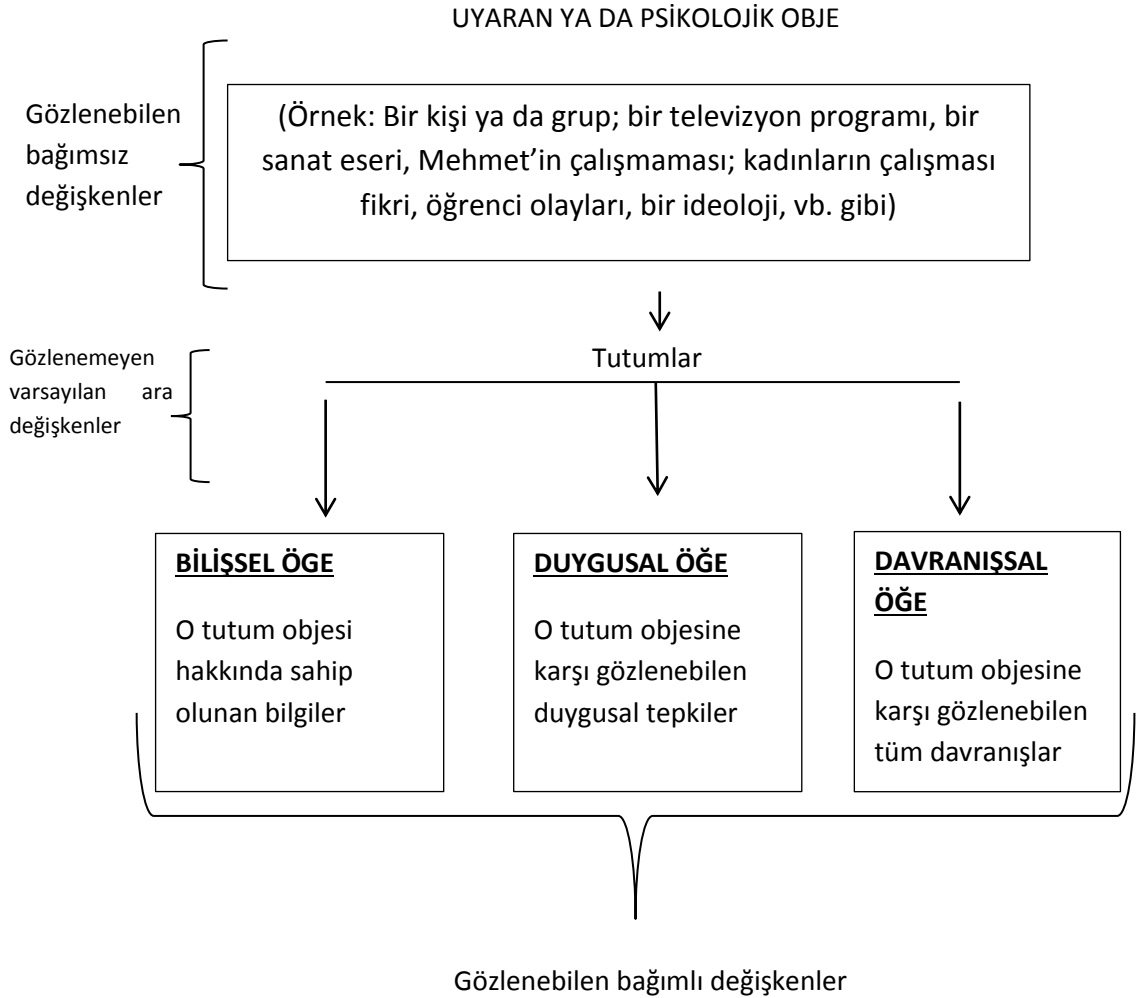 UYARAN YA DA PSİKOLOJİK OBJE
Gözlenebilen
bağımsız
değişkenler
(Örnek: Bir kişi ya da grup; bir televizyon programı, bir
sanat eseri, Mehmet’in çalışmaması; kadınların çalışması
fikri, öğrenci olayları, bir ideoloji, vb. gibi)
Gözlenemeyen
varsayılan ara
değişkenler
Tutumlar
BİLİŞSEL ÖGE
O tutum objesi
hakkında sahip
olunan bilgiler
DUYGUSAL ÖĞE
O tutum objesine
karşı gözlenebilen
duygusal tepkiler
DAVRANIŞSAL
ÖĞE
O tutum objesine
karşı gözlenebilen
tüm davranışlar
Gözlenebilen bağımlı değişkenler